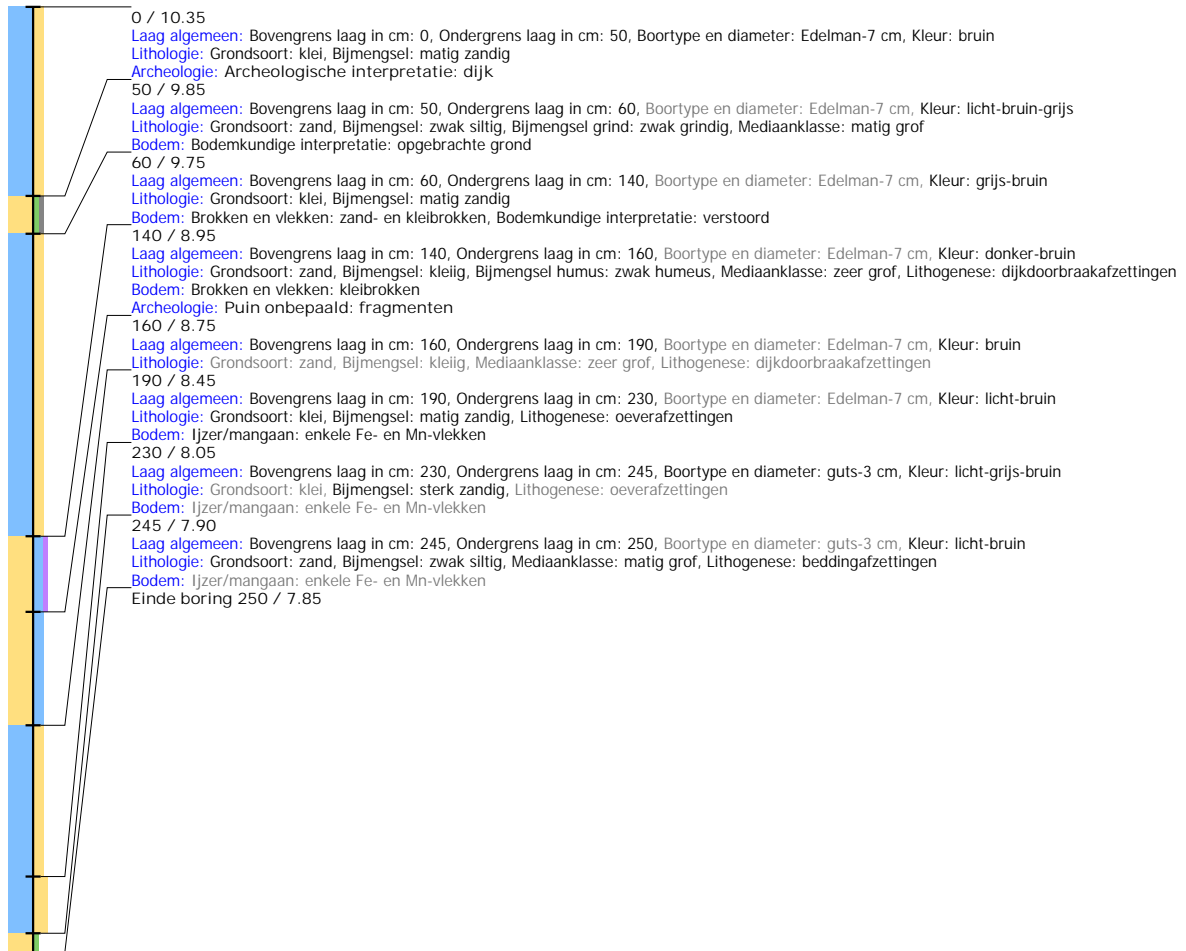 0 / 10.35
Laag algemeen: Bovengrens laag in cm: 0, Ondergrens laag in cm: 50, Boortype en diameter: Edelman-7 cm, Kleur: bruin
Lithologie: Grondsoort: klei, Bijmengsel: matig zandig
Archeologie: Archeologische interpretatie: dijk
50 / 9.85
Laag algemeen: Bovengrens laag in cm: 50, Ondergrens laag in cm: 60, Boortype en diameter: Edelman-7 cm, Kleur: licht-bruin-grijs
Lithologie: Grondsoort: zand, Bijmengsel: zwak siltig, Bijmengsel grind: zwak grindig, Mediaanklasse: matig grof
Bodem: Bodemkundige interpretatie: opgebrachte grond
60 / 9.75
Laag algemeen: Bovengrens laag in cm: 60, Ondergrens laag in cm: 140, Boortype en diameter: Edelman-7 cm, Kleur: grijs-bruin
Lithologie: Grondsoort: klei, Bijmengsel: matig zandig
Bodem: Brokken en vlekken: zand- en kleibrokken, Bodemkundige interpretatie: verstoord
140 / 8.95
Laag algemeen: Bovengrens laag in cm: 140, Ondergrens laag in cm: 160, Boortype en diameter: Edelman-7 cm, Kleur: donker-bruin
Lithologie: Grondsoort: zand, Bijmengsel: kleiig, Bijmengsel humus: zwak humeus, Mediaanklasse: zeer grof, Lithogenese: dijkdoorbraakafzettingen
Bodem: Brokken en vlekken: kleibrokken
Archeologie: Puin onbepaald: fragmenten
160 / 8.75
Laag algemeen: Bovengrens laag in cm: 160, Ondergrens laag in cm: 190, Boortype en diameter: Edelman-7 cm, Kleur: bruin
Lithologie: Grondsoort: zand, Bijmengsel: kleiig, Mediaanklasse: zeer grof, Lithogenese: dijkdoorbraakafzettingen
190 / 8.45
Laag algemeen: Bovengrens laag in cm: 190, Ondergrens laag in cm: 230, Boortype en diameter: Edelman-7 cm, Kleur: licht-bruin
Lithologie: Grondsoort: klei, Bijmengsel: matig zandig, Lithogenese: oeverafzettingen
Bodem: Ijzer/mangaan: enkele Fe- en Mn-vlekken
230 / 8.05
Laag algemeen: Bovengrens laag in cm: 230, Ondergrens laag in cm: 245, Boortype en diameter: guts-3 cm, Kleur: licht-grijs-bruin
Lithologie: Grondsoort: klei, Bijmengsel: sterk zandig, Lithogenese: oeverafzettingen
Bodem: Ijzer/mangaan: enkele Fe- en Mn-vlekken
245 / 7.90
Laag algemeen: Bovengrens laag in cm: 245, Ondergrens laag in cm: 250, Boortype en diameter: guts-3 cm, Kleur: licht-bruin
Lithologie: Grondsoort: zand, Bijmengsel: zwak siltig, Mediaanklasse: matig grof, Lithogenese: beddingafzettingen
Bodem: Ijzer/mangaan: enkele Fe- en Mn-vlekken
Einde boring 250 / 7.85